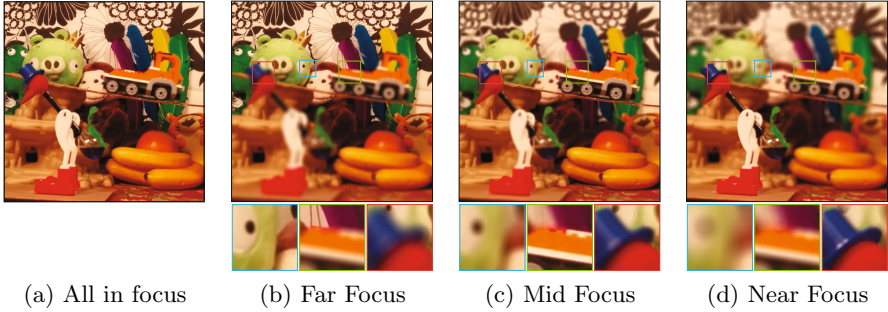 (a) All in focus
(b) Far Focus
(c) Mid Focus
(d) Near Focus